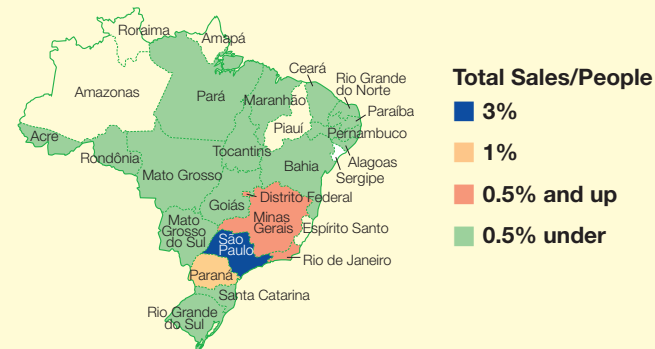 Roraima
Amapá
Ceará
Rio Grande
do Norte
Amazonas
Pará
Maranhão
Paraíba
Piauí
Pernambuco
Acre
Rondônia
Tocantins
Alagoas
Sergipe
Mato Grosso
Bahia
Goiás
Distrito Federal
Mato
Grosso
do Sul
Minas
Gerais
Espírito Santo
São
Paulo
Rio de Janeiro
Paraná
Santa Catarina
Rio Grande
do Sul
Total Sales/People
3%
1%
0.5% and up
0.5% under